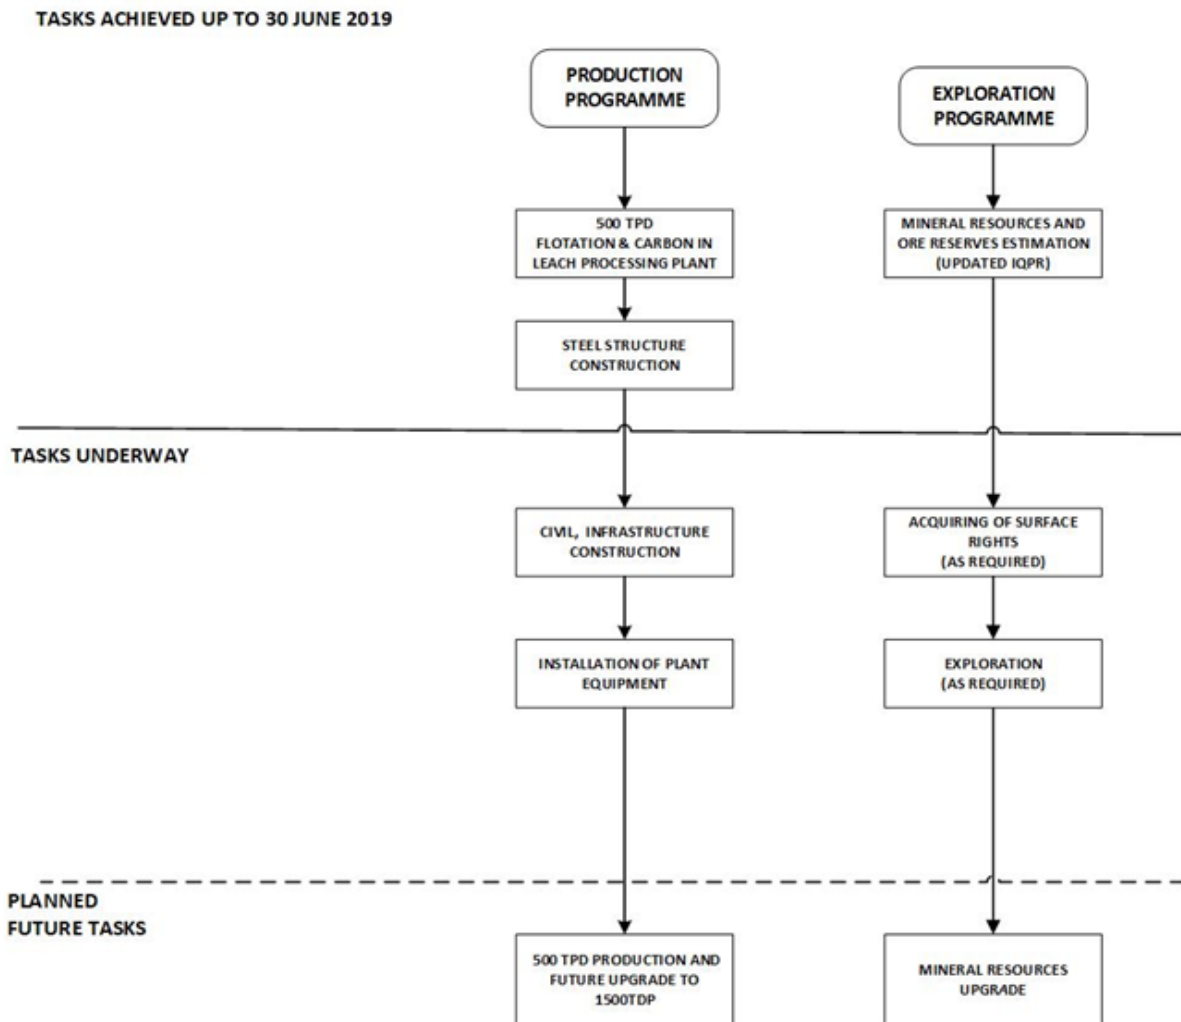 TASKS ACHIEVED UP TO 30 JUNE 2019
PRODUCTION
PROGRAMME
EXPLORATION
PROGRAMME
500 TPD
FLOTATION & CARBON IN
LEACH PROCESSING PLANT
MINERAL RESOURCES AND
ORE RESERVES ESTIMATION
(UPDATED IQPR)
STEEL STRUCTURE
CONSTRUCTION
TASKS UNDERWAY
CIVIL, INFRASTRUCTURE
CONSTRUCTION
ACQUIRING OF SURFACE
RIGHTS
(AS REQUIRED)
INSTALLATION OF PLANT
EQUIPMENT
EXPLORATION
(AS REQUIRED)
PLANNED
FUTURE TASKS
500 TPD PRODUCTION AND
FUTURE UPGRADE TO
1500TDP
MINERAL RESOURCES
UPGRADE